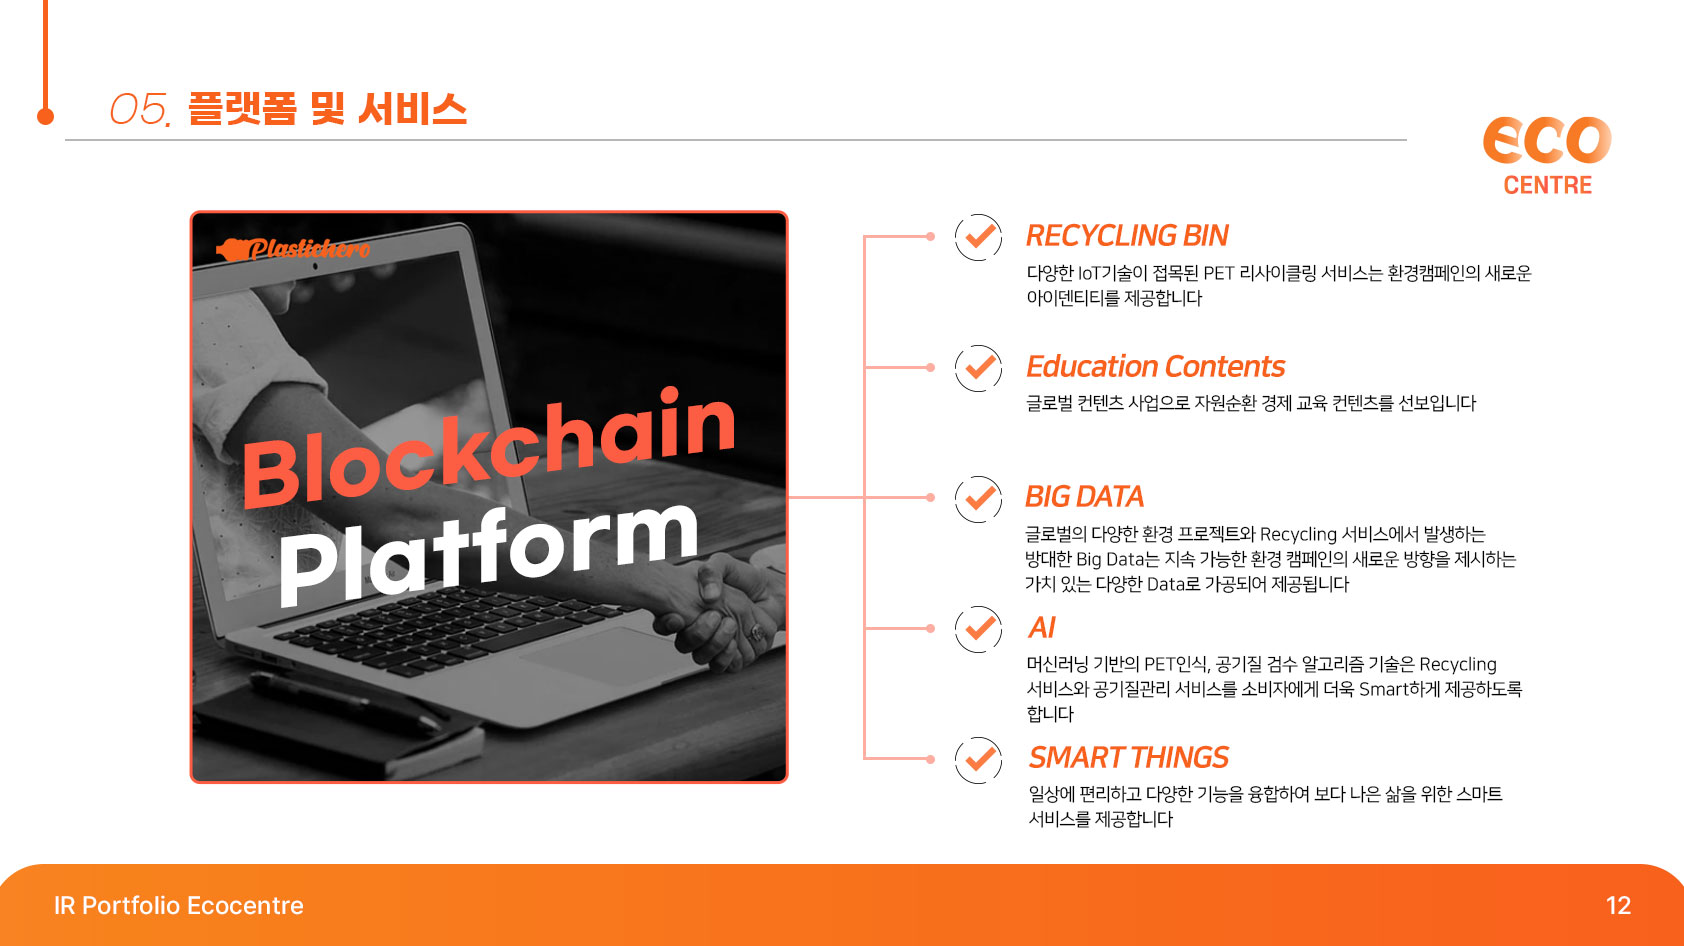 05. 플랫폼 및 서비스
eco
CENTRE
Plastichero
Blockchain
Platform
RECYCLING BIN
다양한 IoT기술이 접목된 PET 리사이클링 서비스는 환경캠페인의 새로운
아이덴티티를 제공합니다
Education Contents
글로벌 컨텐츠 사업으로 자원순환 경제 교육 컨텐츠를 선보입니다
BIG DATA
글로벌의 다양한 환경 프로젝트와 Recycling 서비스에서 발생하는
방대한 Big Data는 지속 가능한 환경 캠페인의 새로운 방향을 제시하는
가치 있는 다양한 Data로 가공되어 제공됩니다
AI
머신러닝 기반의 PET인식, 공기질 검수 알고리즘 기술은 Recycling
서비스와 공기질관리 서비스를 소비자에게 더욱 Smart하게 제공하도록
합니다
SMART THINGS
일상에 편리하고 다양한 기능을 융합하여 보다 나은 삶을 위한 스마트
서비스를 제공합니다
IR Portfolio Ecocentre
12